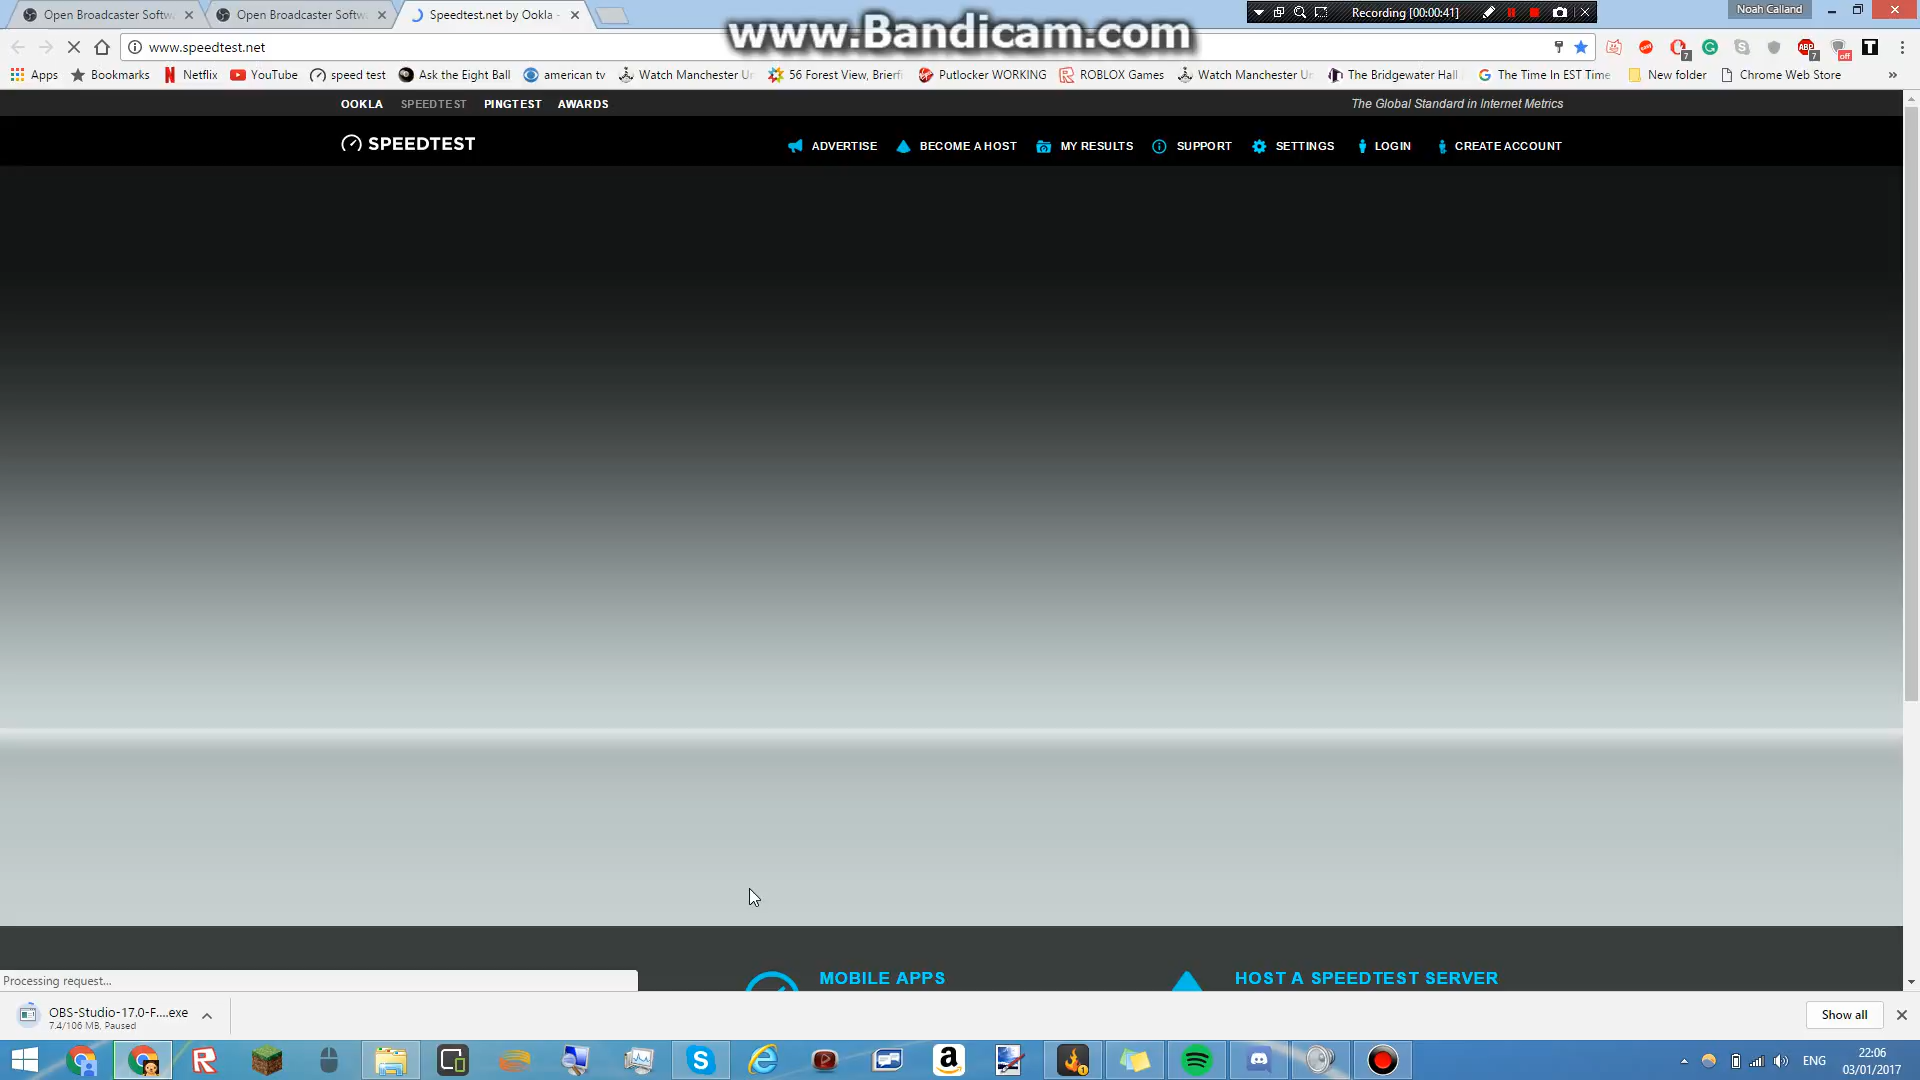 Open Broadcaster Softw
Open Broadcaster Softw
Speedtest.net by Ookla -
www.Bandicam.com
Recording [00:00:41]
Noah Calland
www.speedtest.net
7
ABP
7
off
T
Apps
Bookmarks
Netflix
YouTube
speed test
Ask the Eight Ball
american tv
Watch Manchester Ur
56 Forest View, Brierfi
Putlocker WORKING
ROBLOX Games
Watch Manchester Ur
The Bridgewater Hall
The Time In EST Time
New folder
Chrome Web Store
»
OOKLA
SPEEDTEST
PINGTEST
AWARDS
The Global Standard in Internet Metrics
SPEEDTEST
ADVERTISE
BECOME A HOST
MY RESULTS
SUPPORT
SETTINGS
LOGIN
CREATE ACCOUNT
MOBILE APPS
HOST A SPEEDTEST SERVER
Processing request...
OBS-Studio-17.0-F....exe
7.4/106 MB, Paused
Show all
ENG
22:06
03/01/2017